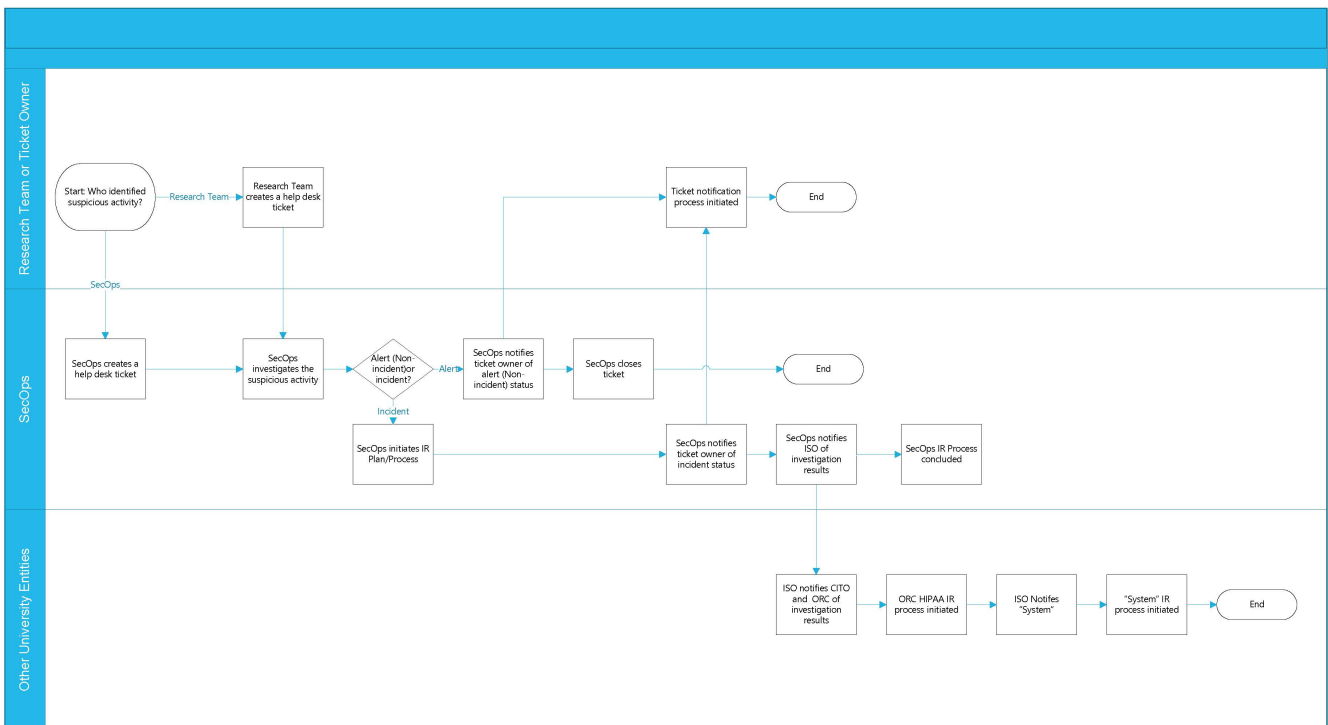 Research Team or Ticket Owner
Start: Who identified
suspicious activity?
Research Team
Research Team
creates a help desk
ticket
Ticket notification
process initiated
End
SecOps
SecOps
SecOps creates a
help desk ticket
SecOps
investigates the
suspicious activity
Alert (Non-
incident)or
incident?
Alert
SecOps notifies
ticket owner of
alert (Non-
incident) status
SecOps closes
ticket
End
Incident
SecOps initiates IR
Plan/Process
SecOps notifies
ticket owner of
incident status
SecOps notifies
ISO of
investigation
results
SecOps IR Process
concluded
Other University Entities
ISO notifies CITO
and ORC of
investigation
results
ORC HIPAA IR
process initiated
ISO Notifes
"System"
"System" IR
process initiated
End